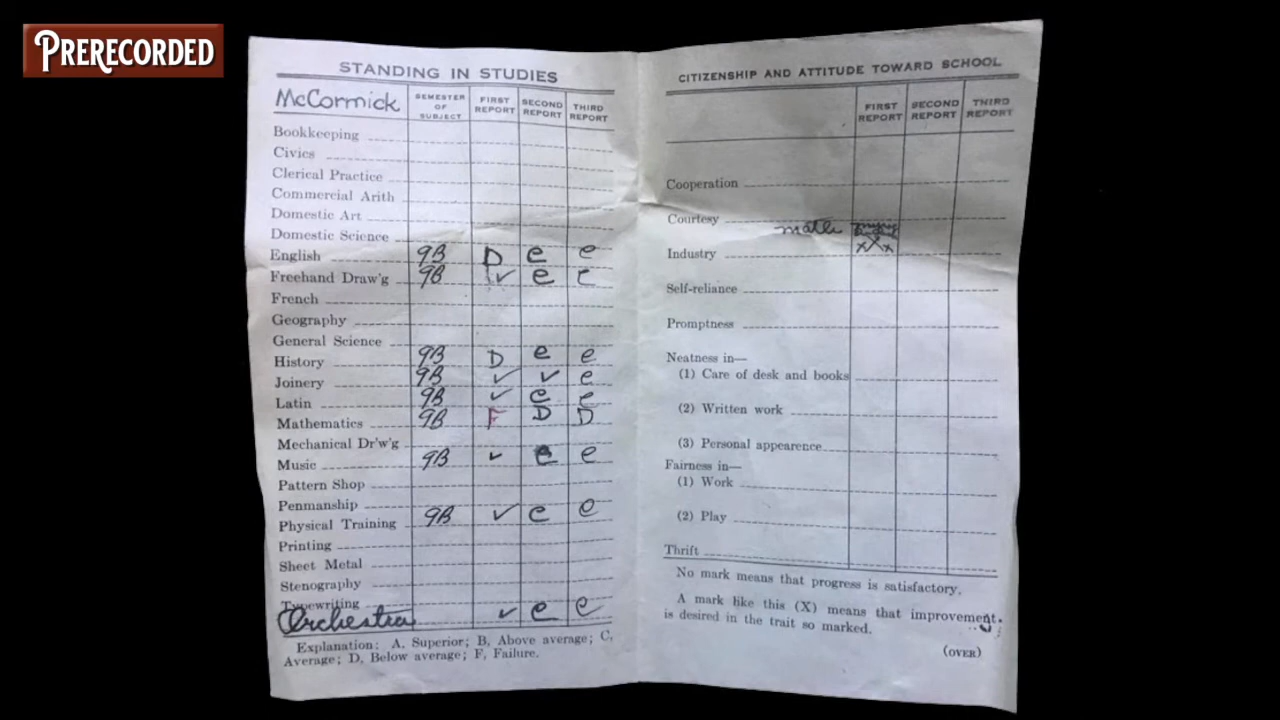 PRERECORDED
STANDING IN STUDIES
McCormick SEMESTER OF SUBJECT FIRST REPORT SECOND REPORT THIRD REPORT
Bookkeeping
Civics
Clerical Practice
Commercial Arith
Domestic Art
Domestic Science
English 9B D e e
Freehand Draw'g 9B ✓ e c
French
Geography
General Science
History 9B D e e
Joinery 9B ✓ ✓ e
Latin 9B ✓ e e
Mathematics 9B F D D
Mechanical Dr'w'g
Music 9B ✓ e e
Pattern Shop
Penmanship
Physical Training 9B ✓ e e
Printing
Sheet Metal
Stenography
Typewriting
Orchestra ✓ e e
Explanation: A, Superior; B, Above average; C,
Average; D, Below average; F, Failure.
CITIZENSHIP AND ATTITUDE TOWARD SCHOOL
FIRST REPORT SECOND REPORT THIRD REPORT
Cooperation
Courtesy
math
Industry x x x
Self-reliance
Promptness
Neatness in—
(1) Care of desk and books
(2) Written work
(3) Personal appearence
Fairness in—
(1) Work
(2) Play
Thrift
No mark means that progress is satisfactory.
A mark like this (X) means that improvement
is desired in the trait so marked.
(OVER)